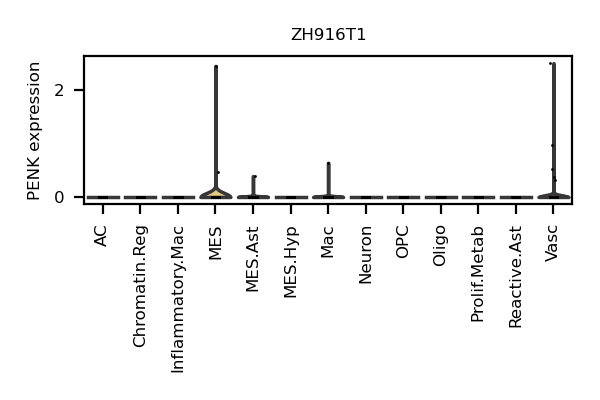 ZH916T1
PENK expression
2
0
AC
Chromatin.Reg
Inflammatory.Mac
MES
MES.Ast
MES.Hyp
Mac
Neuron
OPC
Oligo
Prolif.Metab
Reactive.Ast
Vasc